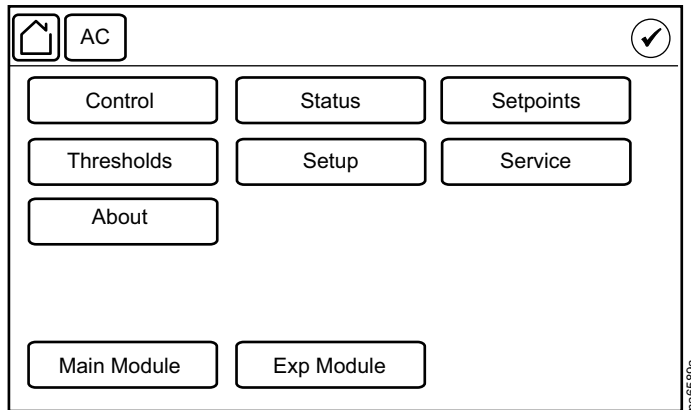 AC
Control Status Setpoints
Thresholds Setup Service
About
Main Module Exp Module